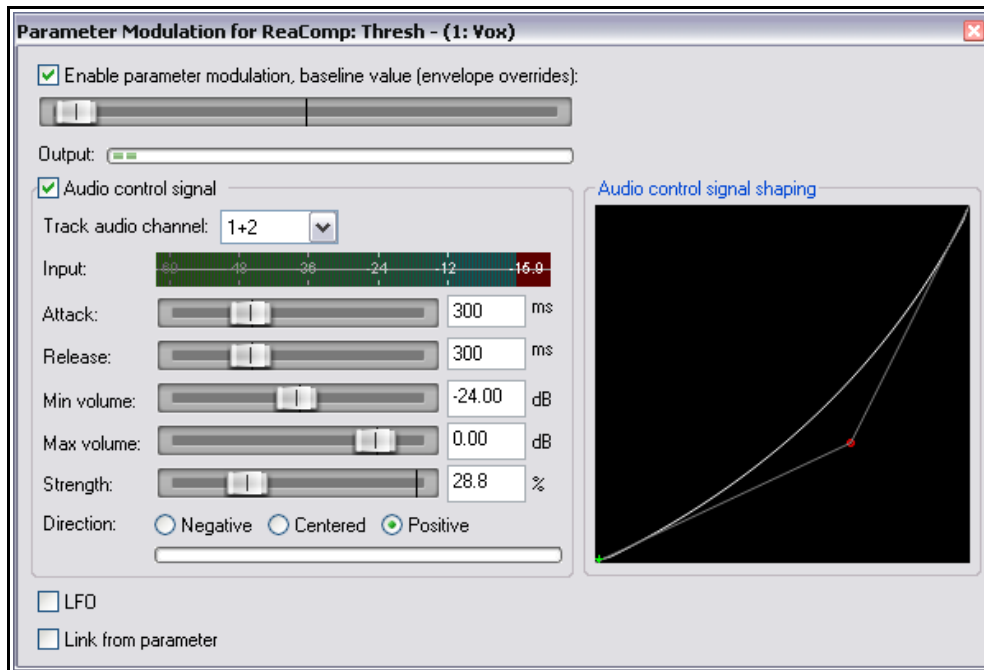 Parameter Modulation for ReaComp: Thresh - (1: Vox)
Enable parameter modulation, baseline value (envelope overrides):
Output:
Audio control signal
Audio control signal shaping
Track audio channel: 1+2
Input: -60 -48 -36 -24 -12 -15.9
Attack: 300 ms
Release: 300 ms
Min volume: -24.00 dB
Max volume: 0.00 dB
Strength: 28.8 %
Direction: Negative Centered Positive
LFO
Link from parameter